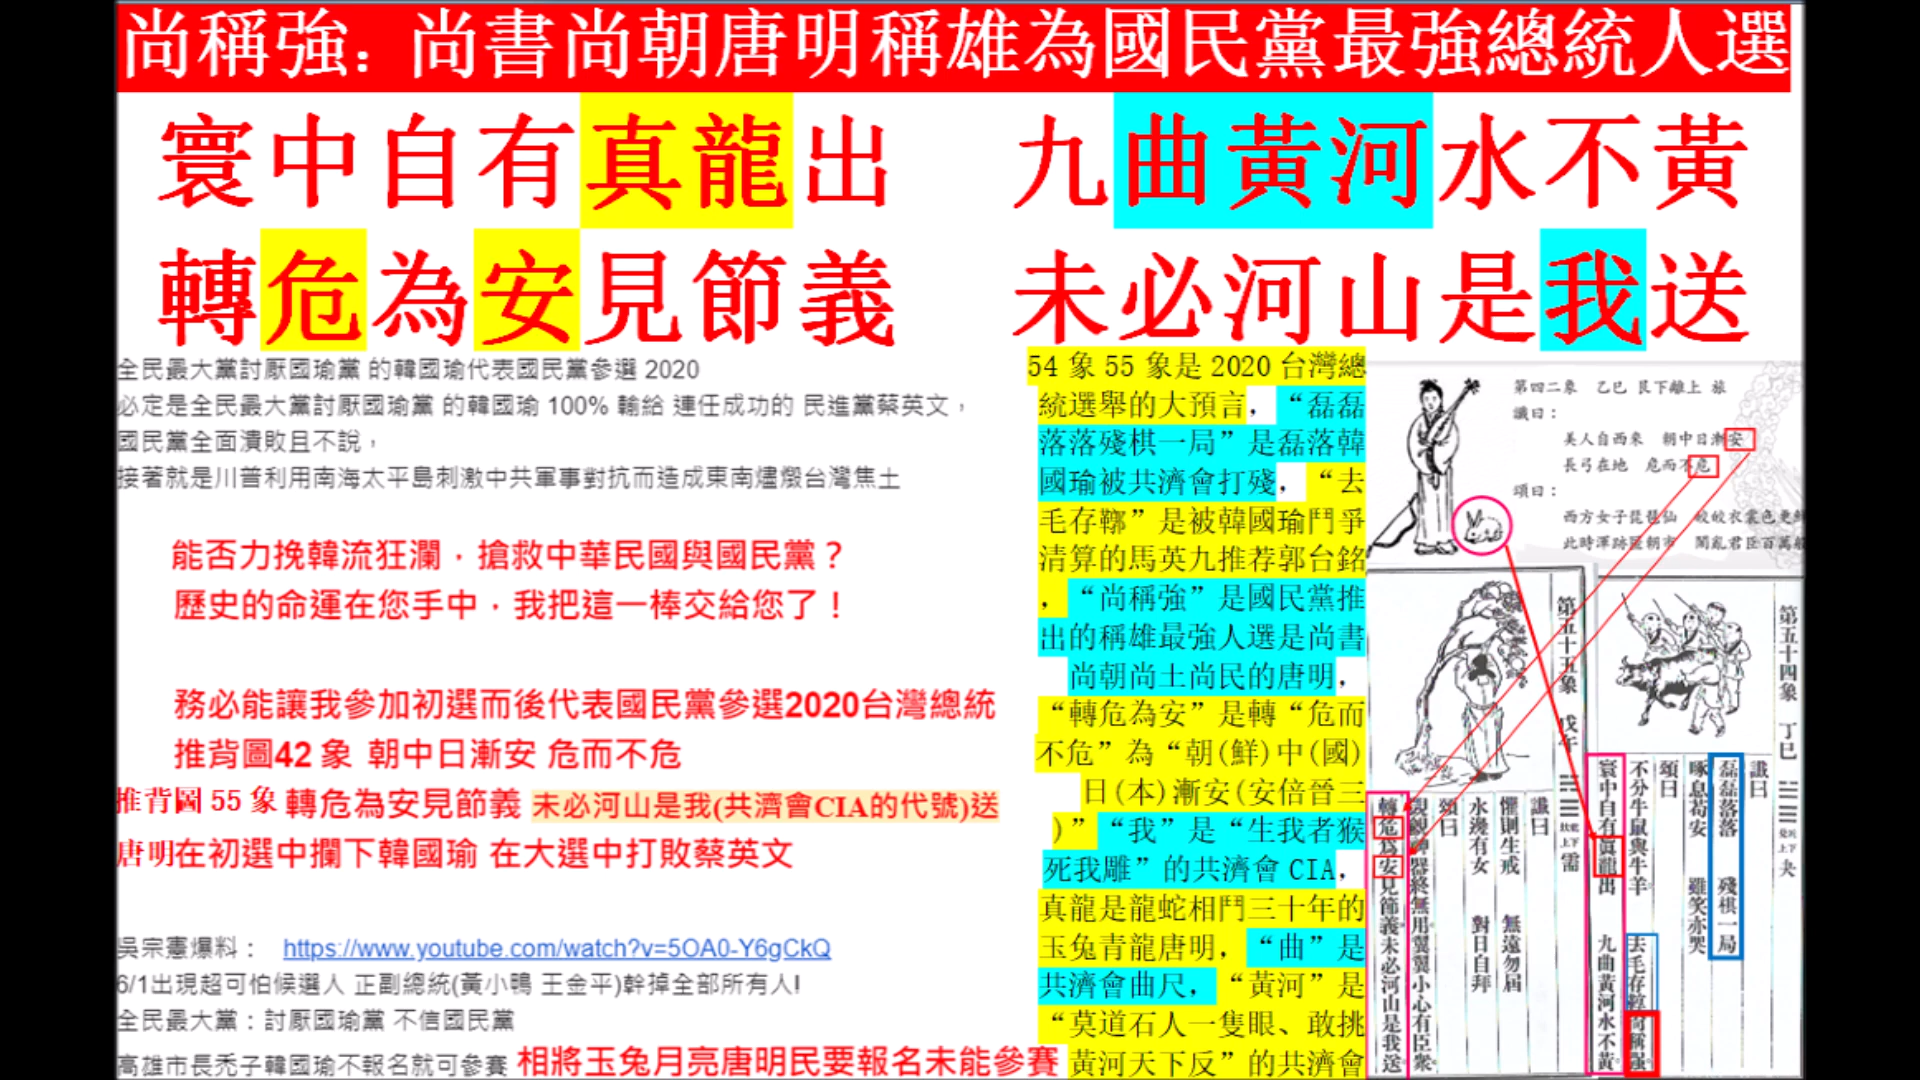 尚稱強: 尚書尚朝唐明稱雄為國民黨最強總統人選
寰中自有真龍出 九曲黃河水不黃
轉危為安見節義 未必河山是我送
全民最大黨討厭國瑜黨 的韓國瑜代表國民黨參選 2020
必定是全民最大黨討厭國瑜黨 的韓國瑜 100% 輸給 連任成功的 民進黨蔡英文，
國民黨全面潰敗且不說，
接著就是川普利用南海太平島刺激中共軍事對抗而造成東南燼燬台灣焦土
能否力挽韓流狂瀾，搶救中華民國與國民黨？
歷史的命運在您手中，我把這一棒交給您了！
務必能讓我參加初選而後代表國民黨參選2020台灣總統
推背圖42 象 朝中日漸安 危而不危
推背圖 55 象 轉危為安見節義 未必河山是我(共濟會CIA的代號)送
唐明在初選中攔下韓國瑜 在大選中打敗蔡英文
吳宗憲爆料： https://www.youtube.com/watch?v=5OA0-Y6gCkQ
6/1出現超可怕候選人 正副總統(黃小鴨 王金平)幹掉全部所有人!
全民最大黨：討厭國瑜黨 不信國民黨
高雄市長禿子韓國瑜不報名就可參賽 相將玉兔月亮唐明民要報名未能參賽
54 象 55 象是 2020 台灣總
統選舉的大預言，“磊磊
落落殘棋一局”是磊落韓
國瑜被共濟會打殘，“去
毛存鞟”是被韓國瑜鬥爭
清算的馬英九推荐郭台銘
，“尚稱強”是國民黨推
出的稱雄最強人選是尚書
尚朝尚土尚民的唐明，
“轉危為安”是轉“危而
不危”為“朝(鮮)中(國)
日(本)漸安(安倍晉三
)”“我”是“生我者猴
死我雕”的共濟會 CIA，
真龍是龍蛇相鬥三十年的
玉兔青龍唐明，“曲”是
共濟會曲尺，“黃河”是
“莫道石人一隻眼、敢挑
黃河天下反”的共濟會
第四二象 乙巳 艮下離上 旅
讖曰：
美人自西來 朝中日漸安
長弓在地 危而不危
頌曰：
西方女子琵琶仙 皎皎衣裳色更鮮
此時渾跡匿朝市 鬧亂君臣百萬般
第五十四象 丁巳
兌上 下 夬
讖曰
磊磊落落 殘棋一局
啄息苟安 雖笑亦哭
頌曰
不分牛鼠與牛羊 去毛存鞟尚稱強
寰中自有真龍出 九曲黃河水不黃
第五十五象 戊午
上下 需
讖曰
懼則生戒 無遠勿屆
水邊有女 對日自拜
頌曰
覬覦神器終無用 翼翼小心有臣眾
轉危為安見節義 未必河山是我送